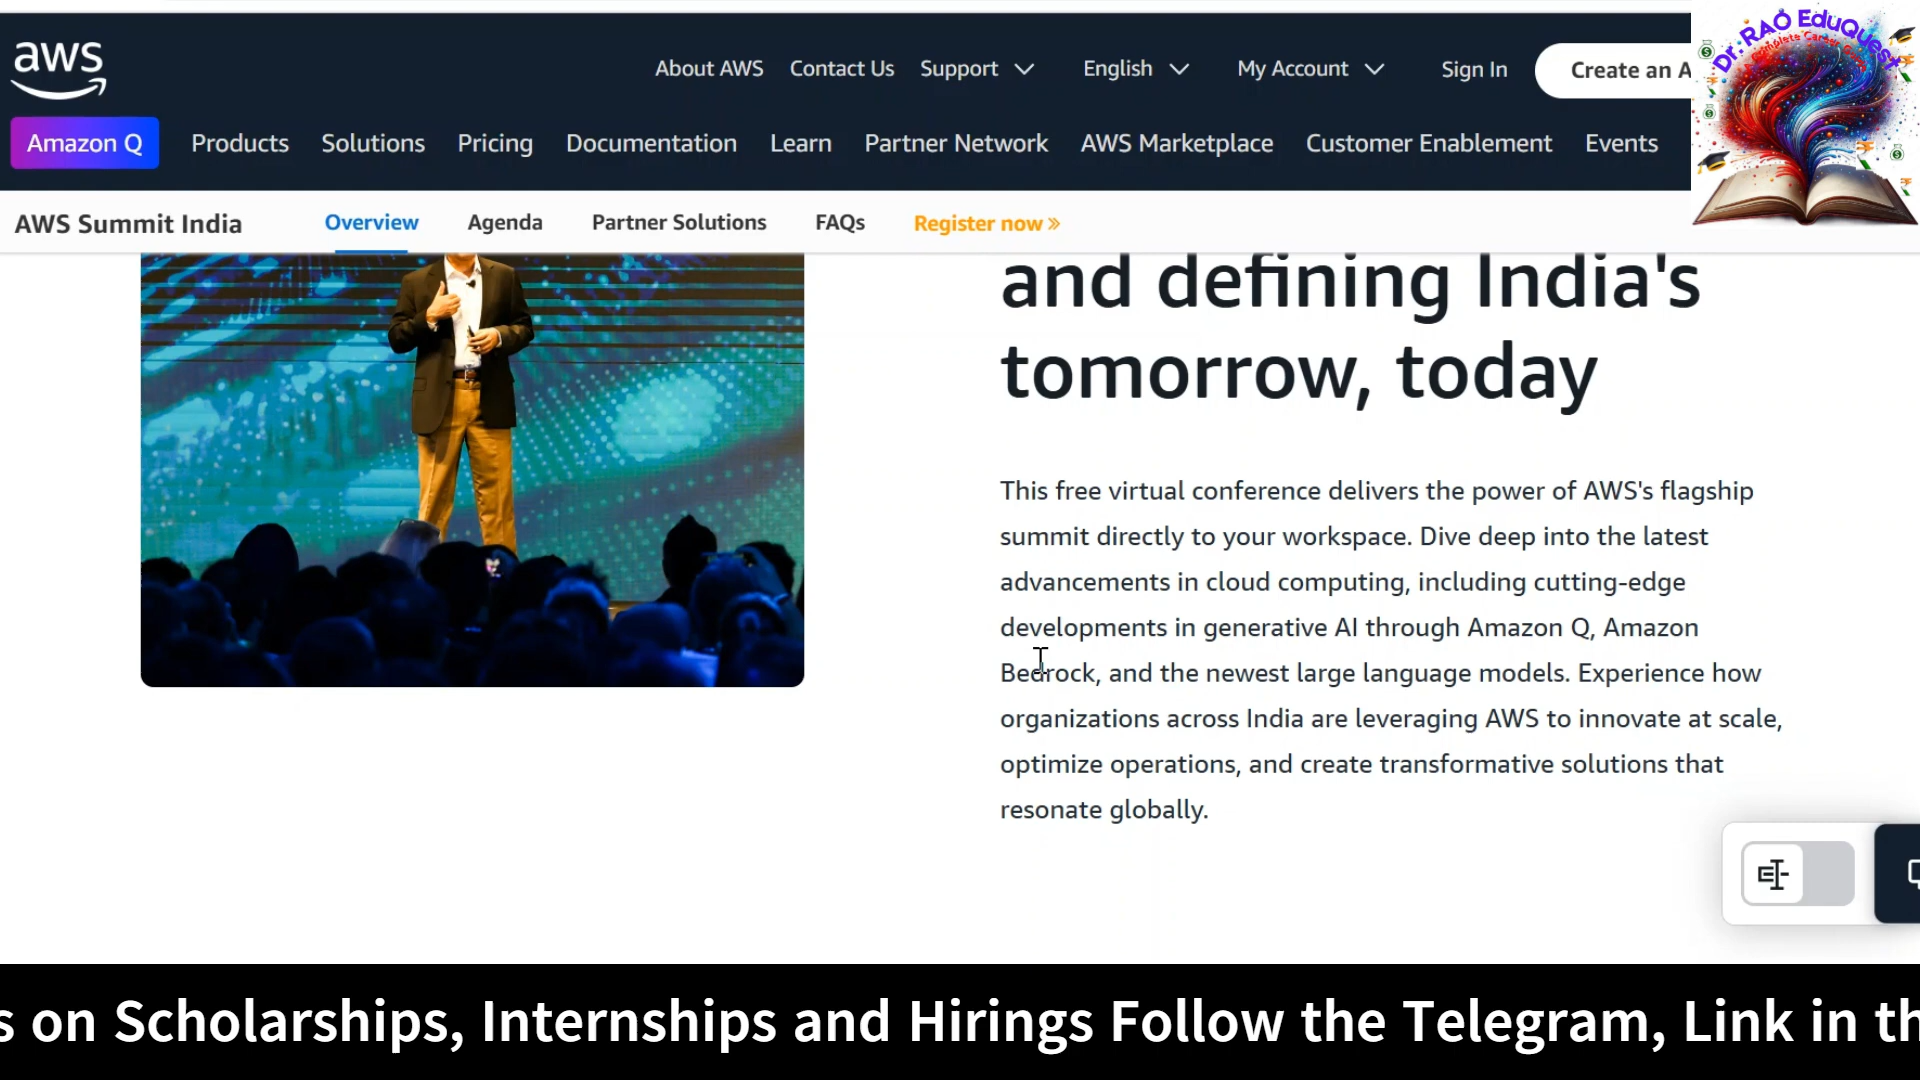 aws
About AWS Contact Us Support English My Account Sign In Create an A
Dr. RAO EduQuest
Amazon Q Products Solutions Pricing Documentation Learn Partner Network AWS Marketplace Customer Enablement Events
AWS Summit India Overview Agenda Partner Solutions FAQs Register now »
and defining India's
tomorrow, today
This free virtual conference delivers the power of AWS's flagship
summit directly to your workspace. Dive deep into the latest
advancements in cloud computing, including cutting-edge
developments in generative AI through Amazon Q, Amazon
Bedrock, and the newest large language models. Experience how
organizations across India are leveraging AWS to innovate at scale,
optimize operations, and create transformative solutions that
resonate globally.
s on Scholarships, Internships and Hirings Follow the Telegram, Link in th